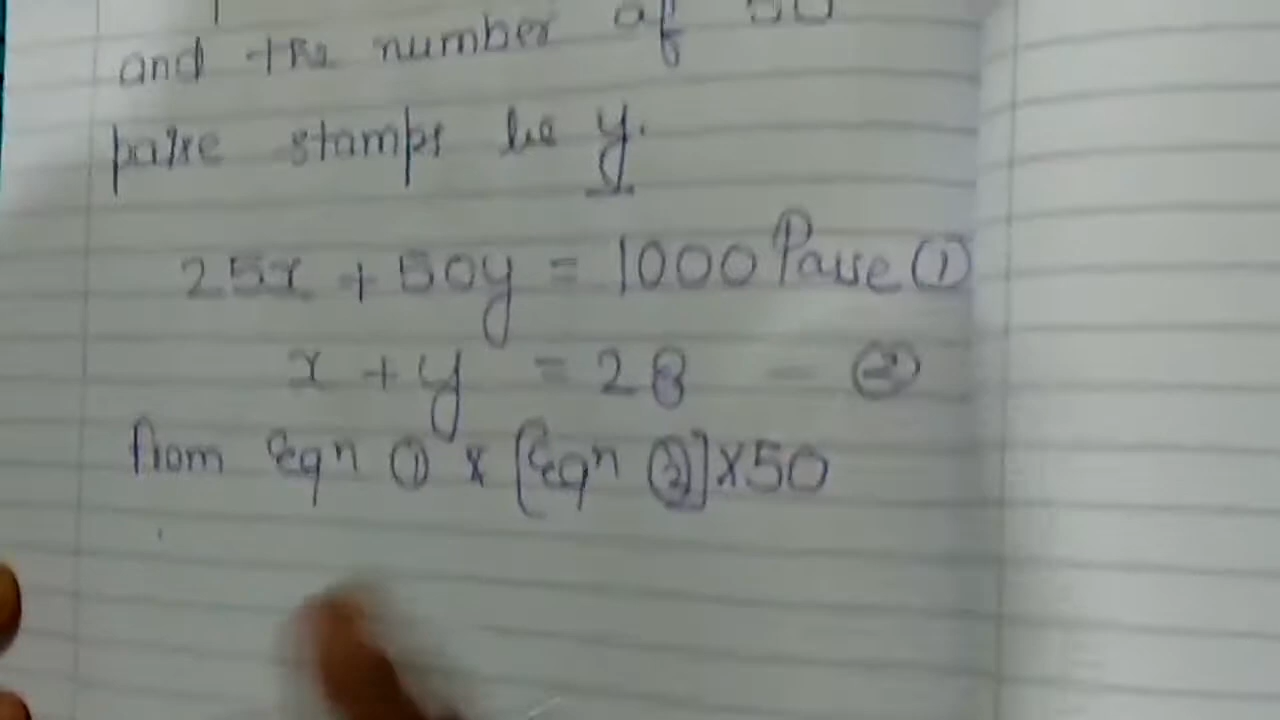 and the number of 50
paise stamps be y.
25x + 50y = 1000 Paise ①
x + y = 28 - ②
from Eqn ① & [Eqn ②]×50